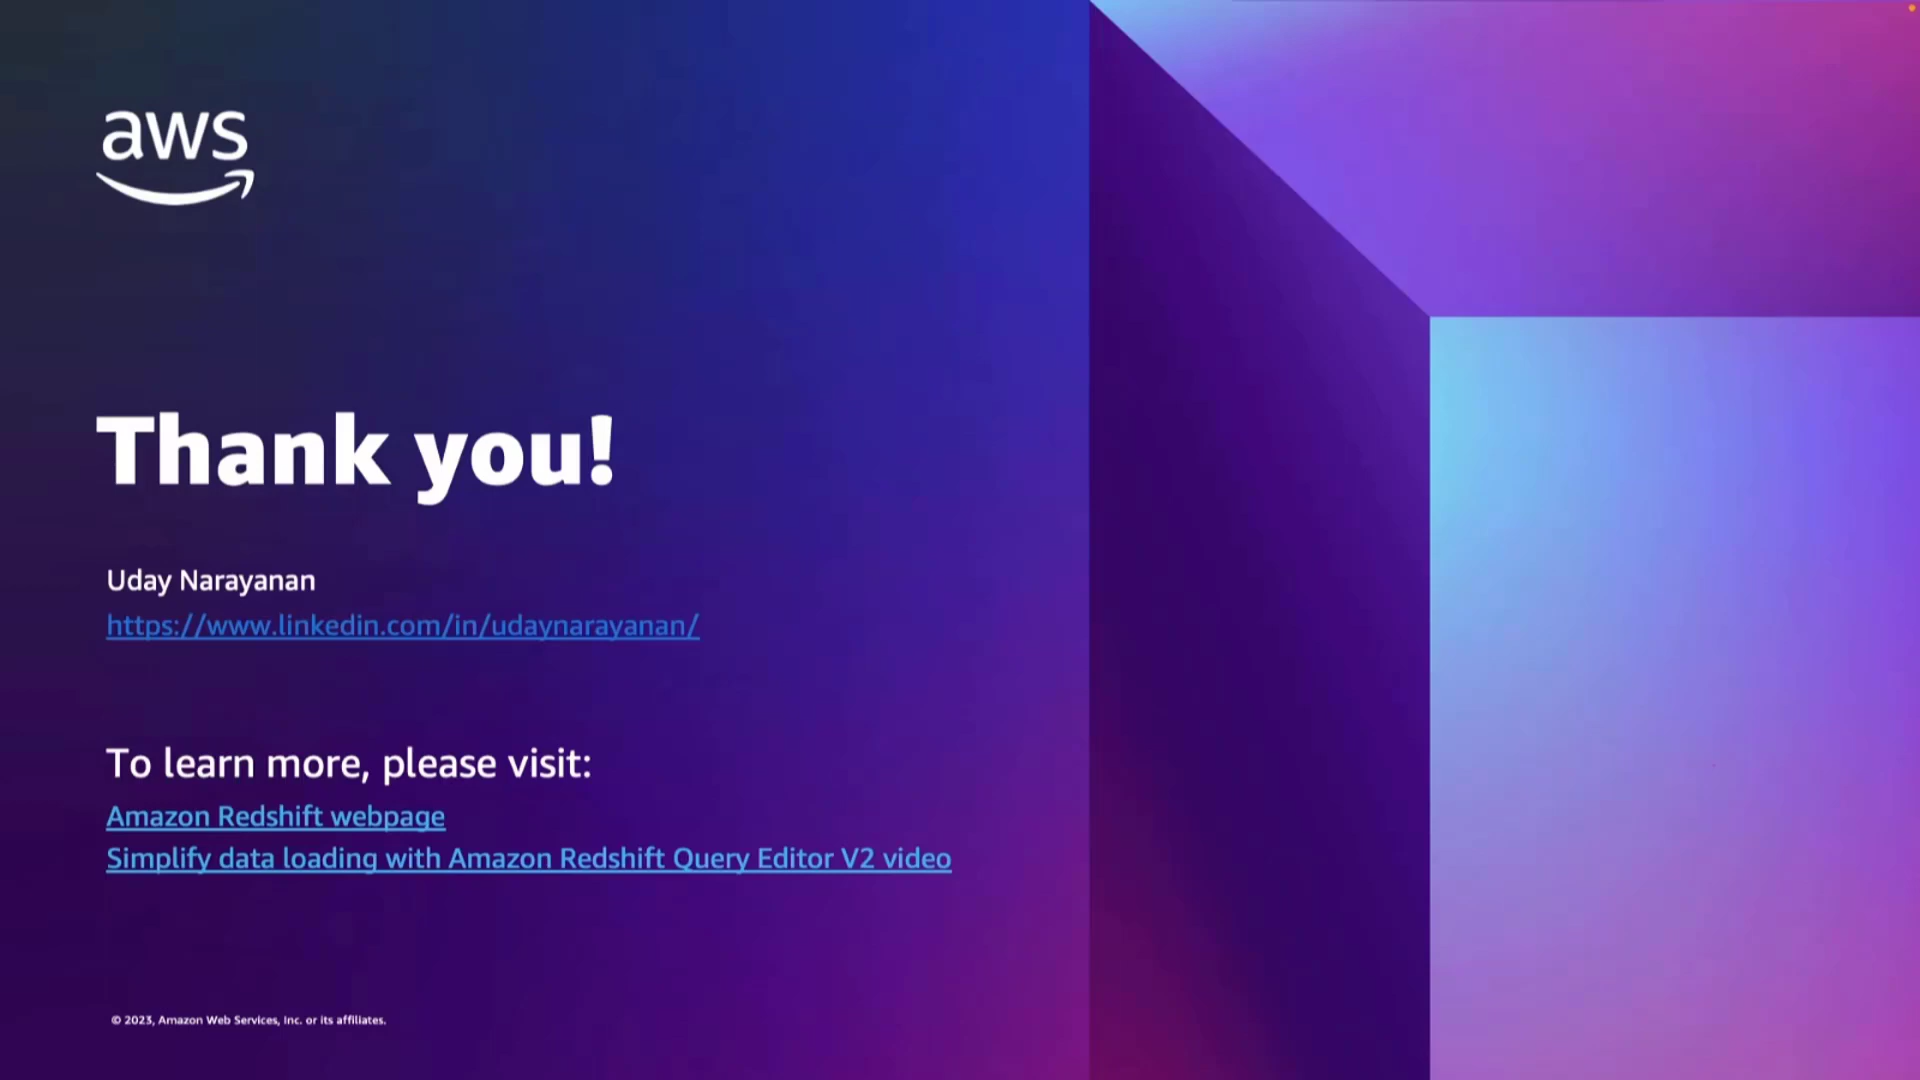 aws
Thank you!
Uday Narayanan
https://www.linkedin.com/in/udaynarayanan/
To learn more, please visit:
Amazon Redshift webpage
Simplify data loading with Amazon Redshift Query Editor V2 video
© 2023, Amazon Web Services, Inc. or its affiliates.